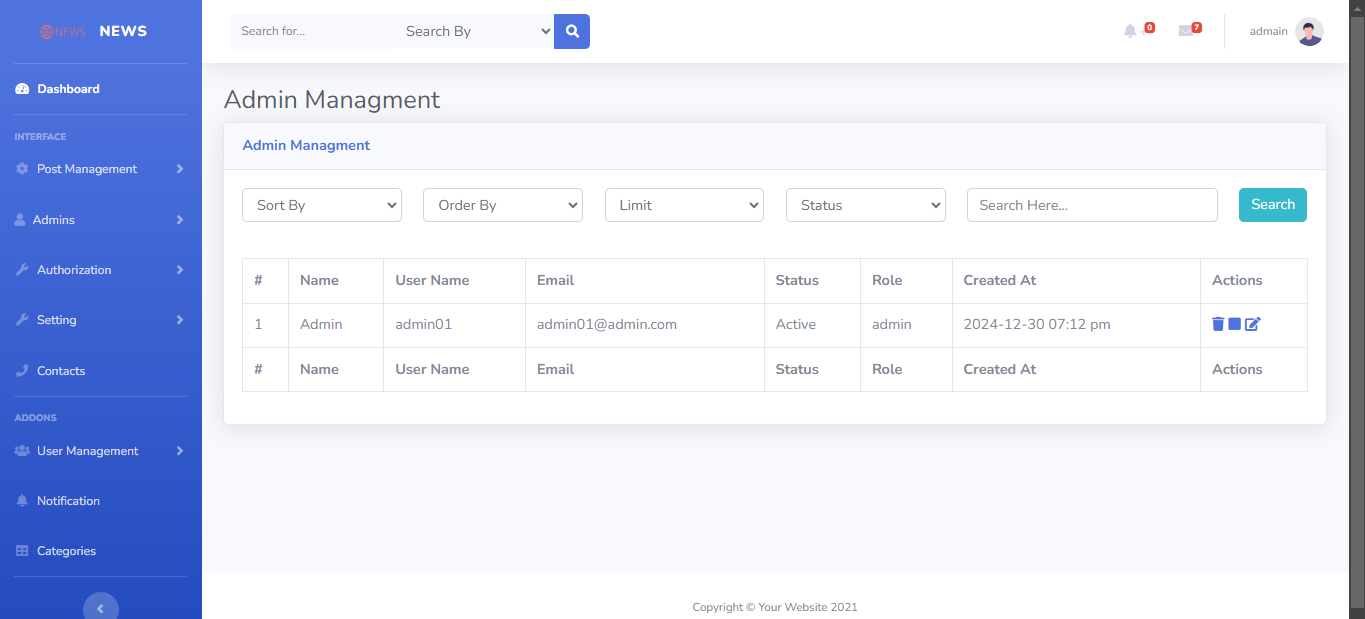 NEWS NEWS
Dashboard
INTERFACE
Post Management
Admins
Authorization
Setting
Contacts
ADDONS
User Management
Notification
Categories
Search for... Search By
0 7 admain
Admin Managment
Admin Managment
Sort By Order By Limit Status Search Here... Search
# Name User Name Email Status Role Created At Actions
1 Admin admin01 admin01@admin.com Active admin 2024-12-30 07:12 pm
# Name User Name Email Status Role Created At Actions
Copyright © Your Website 2021